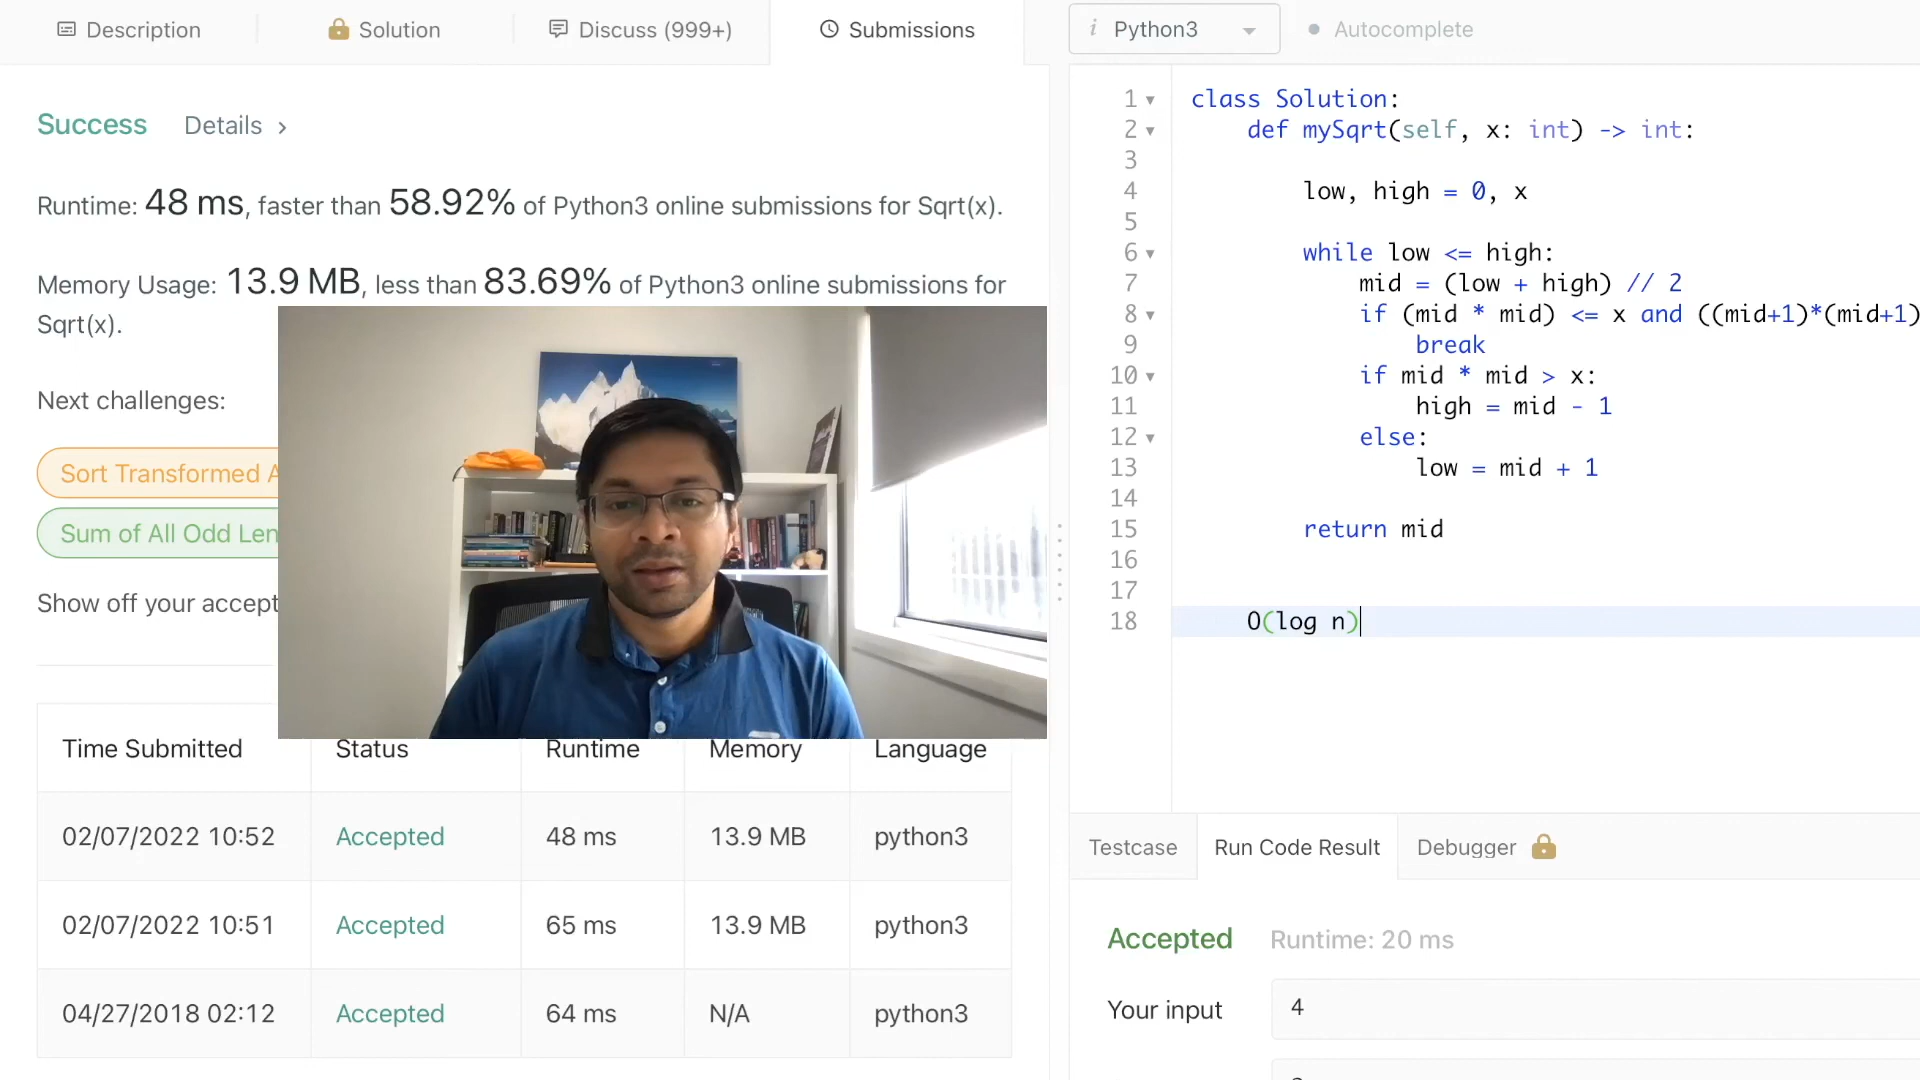 Description
Solution
Discuss (999+)
Submissions
Success
Details
Runtime: 48 ms, faster than 58.92% of Python3 online submissions for Sqrt(x).
Memory Usage: 13.9 MB, less than 83.69% of Python3 online submissions for
Sqrt(x).
Next challenges:
Sort Transformed A
Sum of All Odd Len
Show off your accept
Time Submitted Status Runtime Memory Language
02/07/2022 10:52 Accepted 48 ms 13.9 MB python3
02/07/2022 10:51 Accepted 65 ms 13.9 MB python3
04/27/2018 02:12 Accepted 64 ms N/A python3
i Python3
Autocomplete
1 class Solution:
2 def mySqrt(self, x: int) -> int:
3
4 low, high = 0, x
5
6 while low <= high:
7 mid = (low + high) // 2
8 if (mid * mid) <= x and ((mid+1)*(mid+1)
9 break
10 if mid * mid > x:
11 high = mid - 1
12 else:
13 low = mid + 1
14
15 return mid
16
17
18 O(log n)
Testcase
Run Code Result
Debugger
Accepted
Runtime: 20 ms
Your input
4